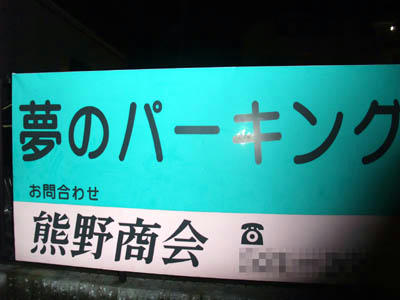 夢のパーキング
お問合わせ
熊野商会 ☎